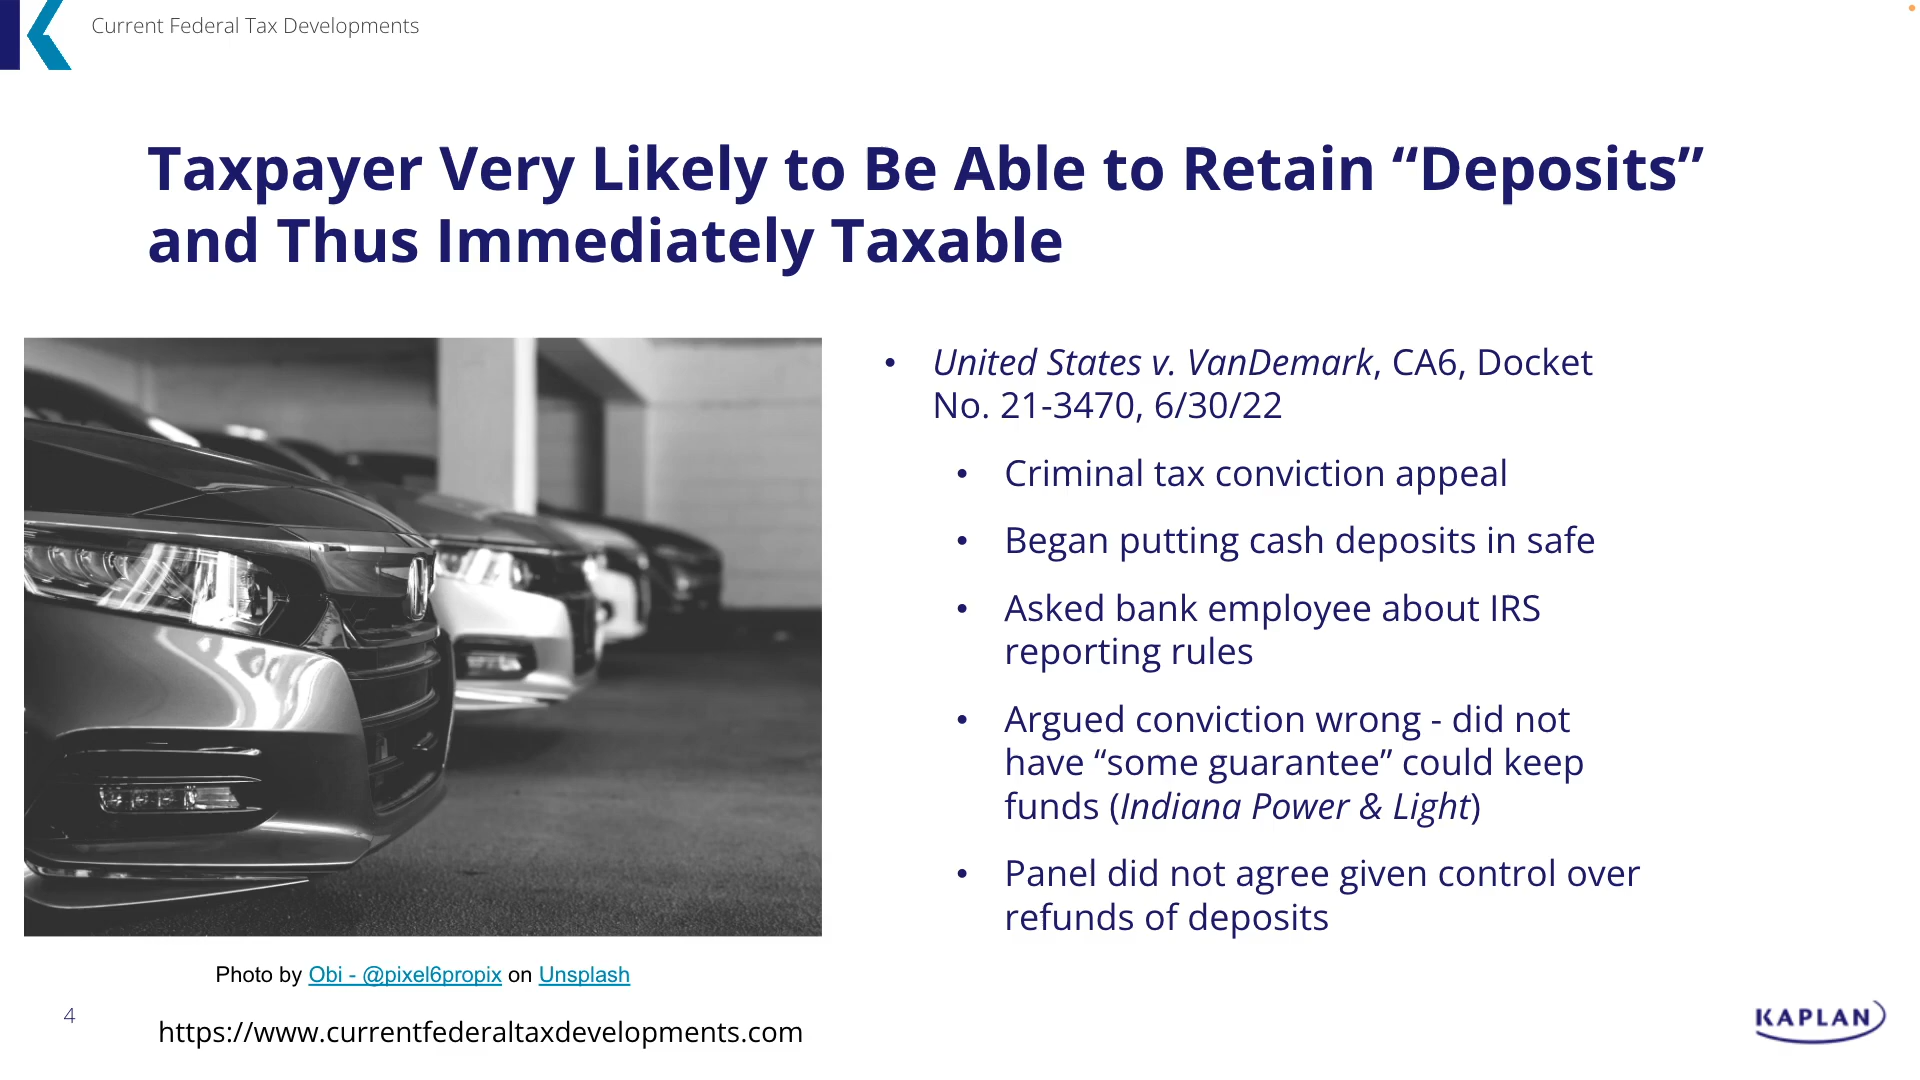 Current Federal Tax Developments
Taxpayer Very Likely to Be Able to Retain “Deposits”
and Thus Immediately Taxable
• United States v. VanDemark, CA6, Docket
No. 21-3470, 6/30/22
• Criminal tax conviction appeal
• Began putting cash deposits in safe
• Asked bank employee about IRS
reporting rules
• Argued conviction wrong - did not
have “some guarantee” could keep
funds (Indiana Power & Light)
• Panel did not agree given control over
refunds of deposits
Photo by Obi - @pixel6propix on Unsplash
4
https://www.currentfederaltaxdevelopments.com
KAPLAN